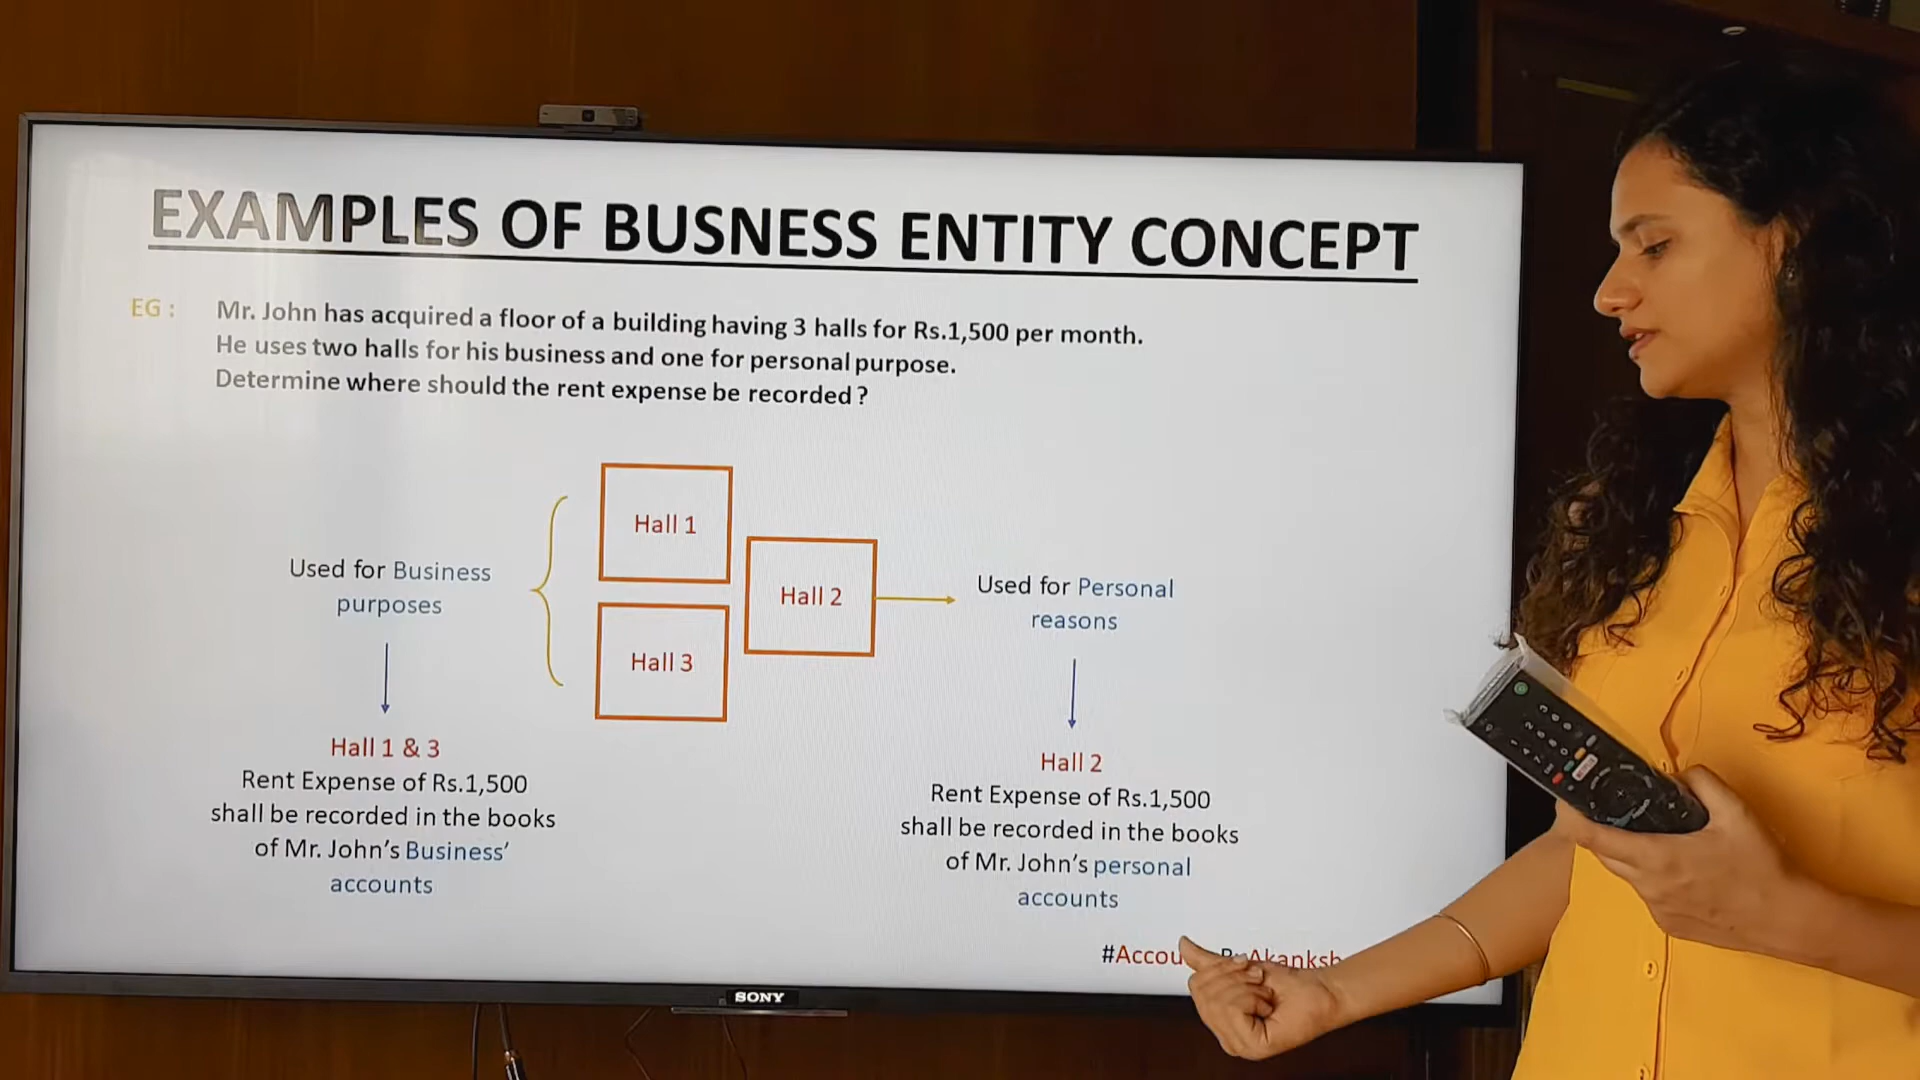 EXAMPLES OF BUSNESS ENTITY CONCEPT
EG : Mr. John has acquired a floor of a building having 3 halls for Rs.1,500 per month.
He uses two halls for his business and one for personal purpose.
Determine where should the rent expense be recorded ?
Hall 1
Hall 2
Hall 3
Used for Business
purposes
Used for Personal
reasons
Hall 1 & 3
Rent Expense of Rs.1,500
shall be recorded in the books
of Mr. John's Business'
accounts
Hall 2
Rent Expense of Rs.1,500
shall be recorded in the books
of Mr. John's personal
accounts
SONY